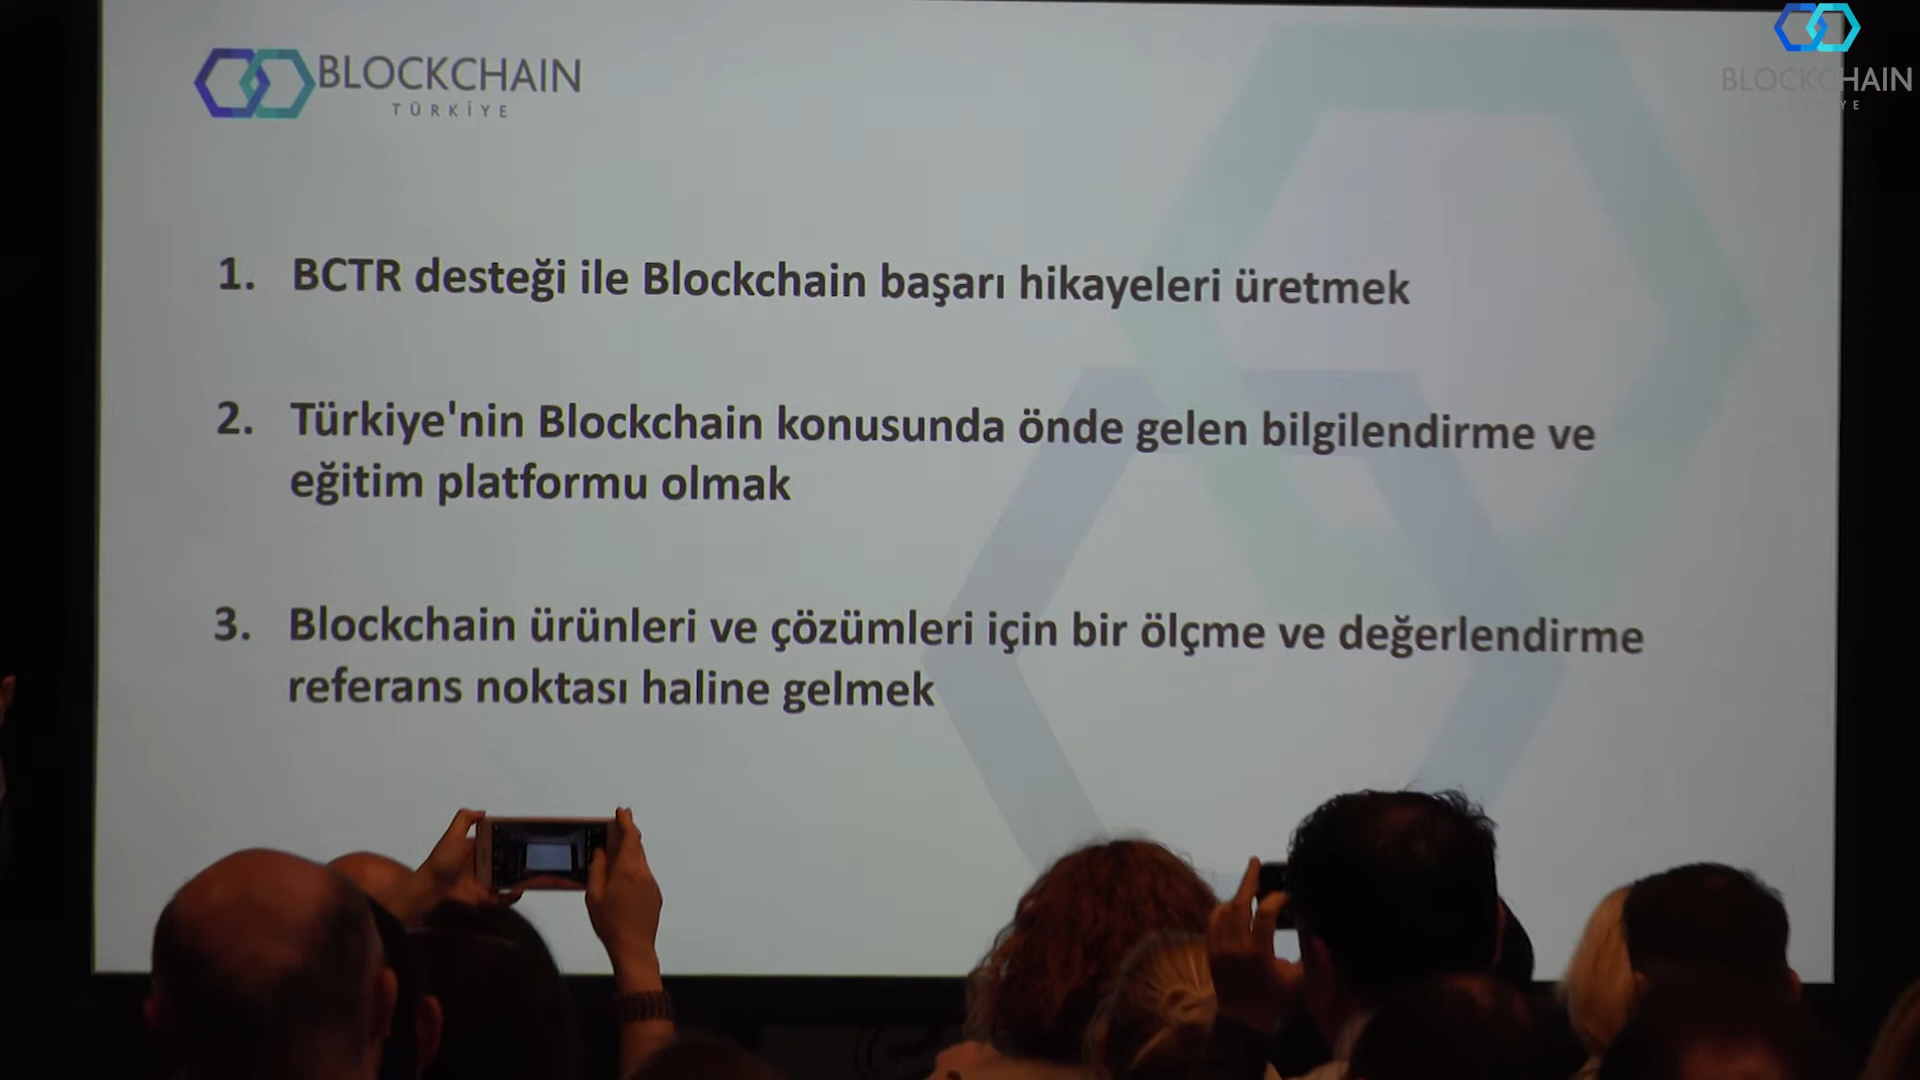 BLOCKCHAIN
TÜRKİYE
BLOCKCHAIN
1. BCTR desteği ile Blockchain başarı hikayeleri üretmek
2. Türkiye'nin Blockchain konusunda önde gelen bilgilendirme ve
eğitim platformu olmak
3. Blockchain ürünleri ve çözümleri için bir ölçme ve değerlendirme
referans noktası haline gelmek